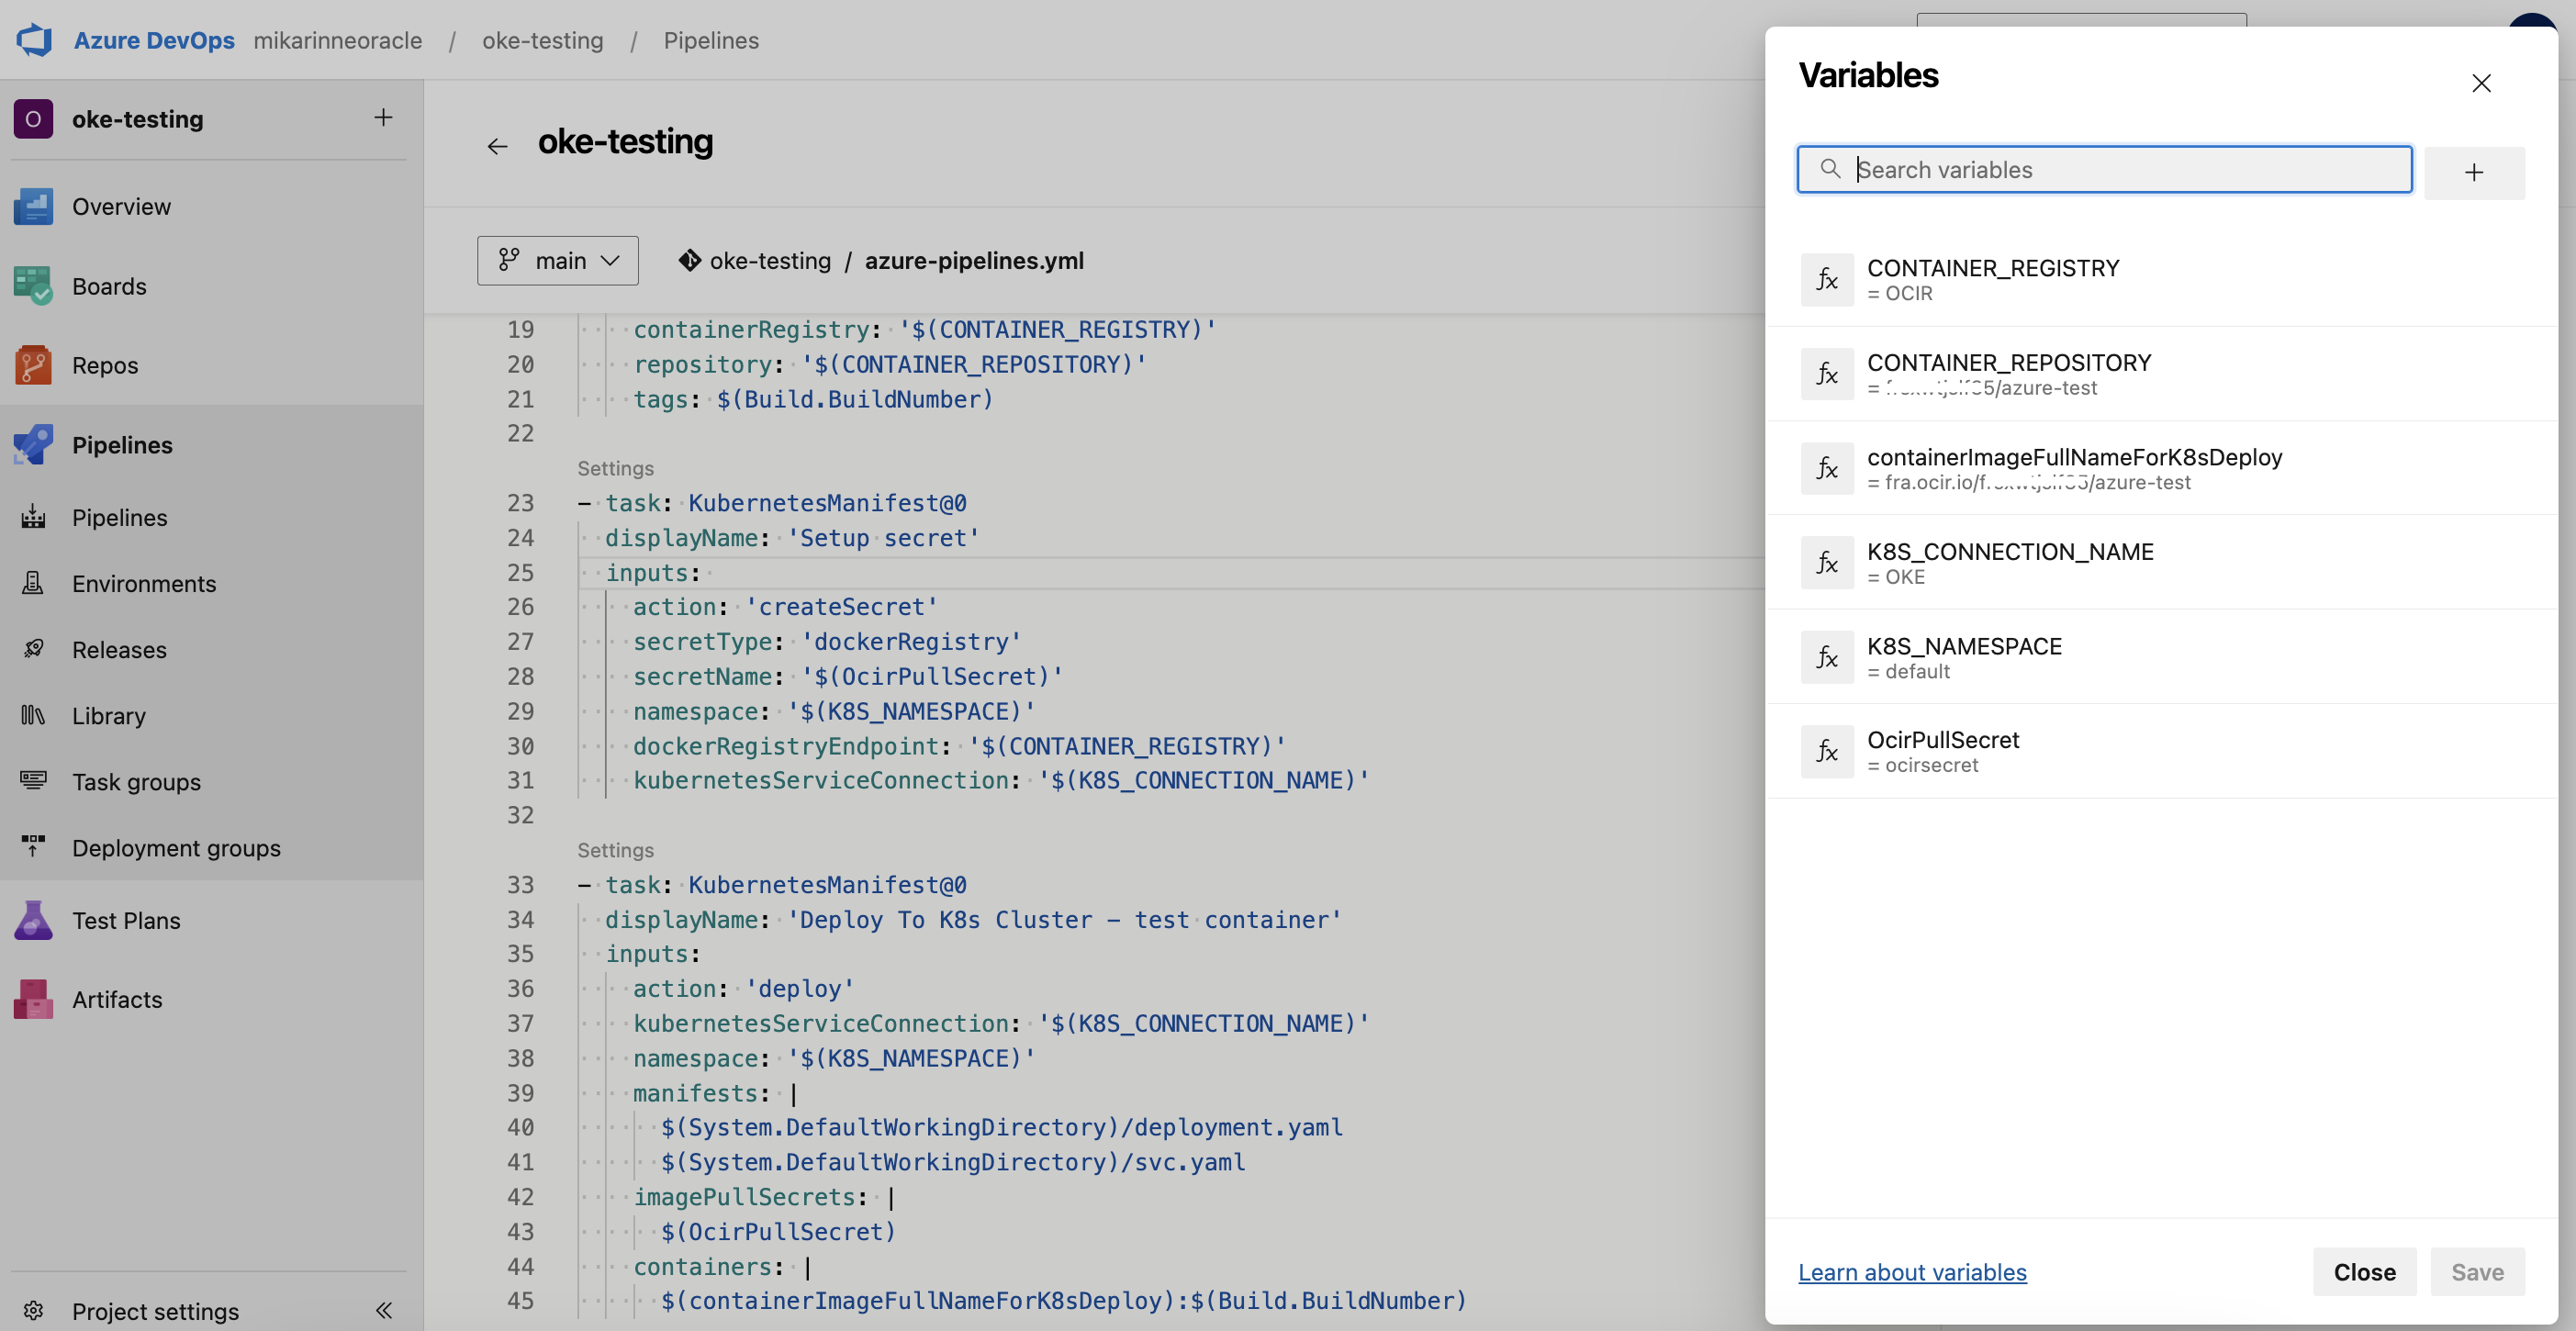 Azure DevOps mikarinneoracle / oke-testing / Pipelines
O oke-testing
Overview
Boards
Repos
Pipelines
Pipelines
Environments
Releases
Library
Task groups
Deployment groups
Test Plans
Artifacts
Project settings
oke-testing
main oke-testing / azure-pipelines.yml
19 containerRegistry: '$(CONTAINER_REGISTRY)'
20 repository: '$(CONTAINER_REPOSITORY)'
21 tags: $(Build.BuildNumber)
22
Settings
23 - task: KubernetesManifest@0
24 displayName: 'Setup secret'
25 inputs:
26 action: 'createSecret'
27 secretType: 'dockerRegistry'
28 secretName: '$(OcirPullSecret)'
29 namespace: '$(K8S_NAMESPACE)'
30 dockerRegistryEndpoint: '$(CONTAINER_REGISTRY)'
31 kubernetesServiceConnection: '$(K8S_CONNECTION_NAME)'
32
Settings
33 - task: KubernetesManifest@0
34 displayName: 'Deploy To K8s Cluster - test container'
35 inputs:
36 action: 'deploy'
37 kubernetesServiceConnection: '$(K8S_CONNECTION_NAME)'
38 namespace: '$(K8S_NAMESPACE)'
39 manifests: |
40 $(System.DefaultWorkingDirectory)/deployment.yaml
41 $(System.DefaultWorkingDirectory)/svc.yaml
42 imagePullSecrets: |
43 $(OcirPullSecret)
44 containers: |
45 $(containerImageFullNameForK8sDeploy):$(Build.BuildNumber)
Variables
Search variables
fx CONTAINER_REGISTRY
= OCIR
fx CONTAINER_REPOSITORY
= /azure-test
fx containerImageFullNameForK8sDeploy
= fra.ocir.io/ /azure-test
fx K8S_CONNECTION_NAME
= OKE
fx K8S_NAMESPACE
= default
fx OcirPullSecret
= ocirsecret
Learn about variables Close Save